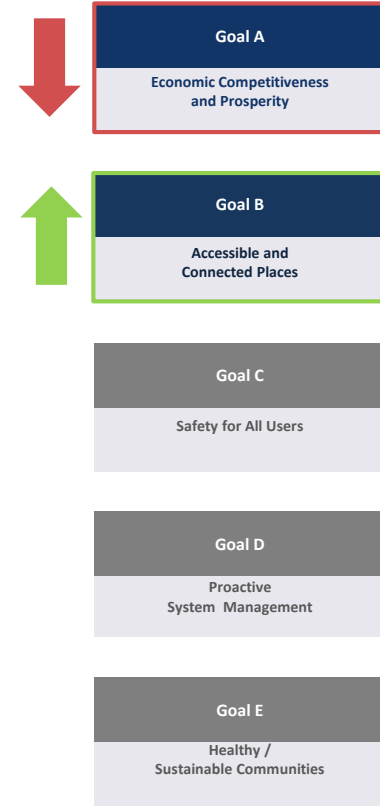 Goal A
Economic Competitiveness
and Prosperity
Goal B
Accessible and
Connected Places
Goal C
Safety for All Users
Goal D
Proactive
System Management
Goal E
Healthy /
Sustainable Communities